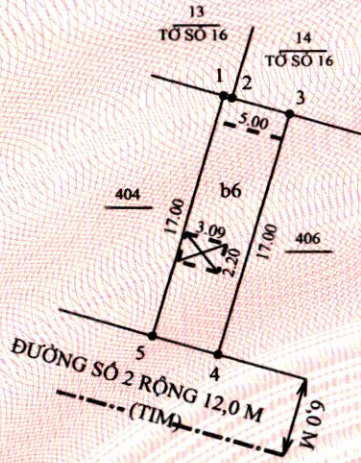 13
TỜ SỐ 16
14
TỜ SỐ 16
1
2
3
5.00
b6
404
17.00
3.09
2.20
17.00
406
5
4
ĐƯỜNG SỐ 2 RỘNG 12,0 M
(TIM)
6,0 M